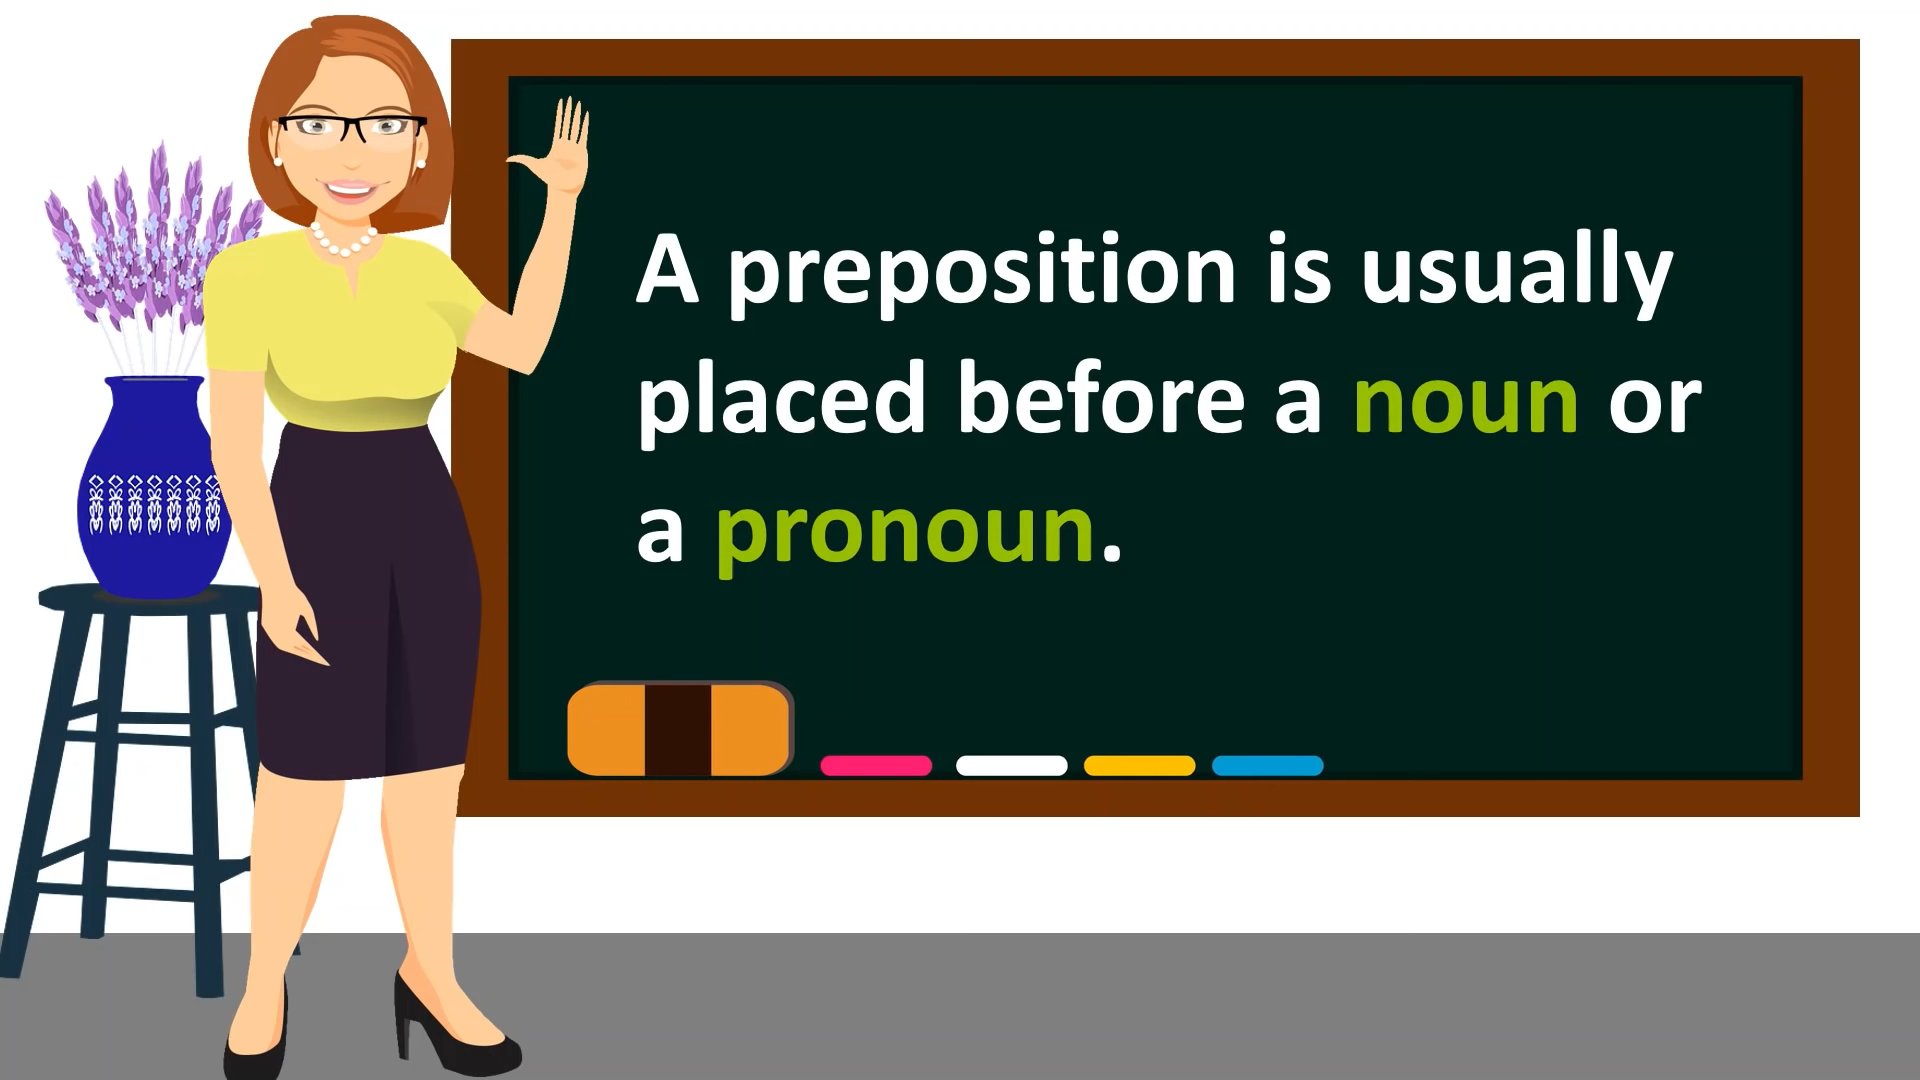 A preposition is usually
placed before a noun or
a pronoun.